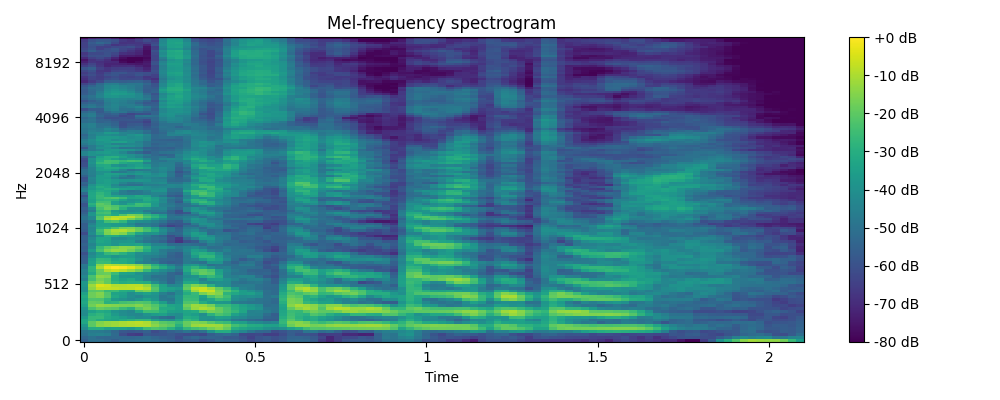 Mel-frequency spectrogram
8192
4096
2048
1024
512
0
Hz
0
0.5
1
1.5
2
Time
+0 dB
-10 dB
-20 dB
-30 dB
-40 dB
-50 dB
-60 dB
-70 dB
-80 dB